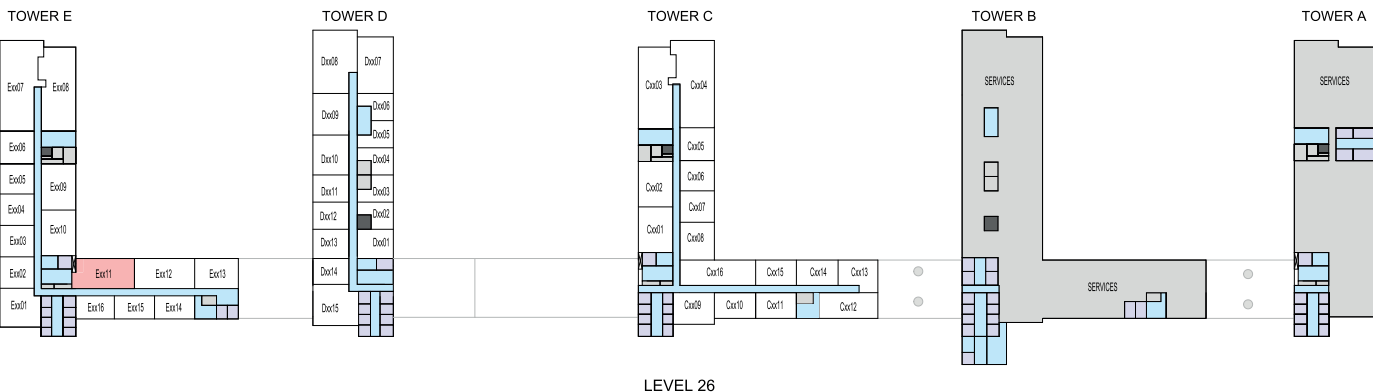 TOWER E
TOWER D
TOWER C
TOWER B
TOWER A
Exx07
Exx08
Exx06
Exx05
Exx09
Exx04
Exx10
Exx03
Exx02
Exx11
Exx12
Exx13
Exx01
Exx16
Exx15
Exx14
Dxx08
Dxx07
Dxx06
Dxx09
Dxx05
Dxx10
Dxx04
Dxx11
Dxx03
Dxx12
Dxx02
Dxx13
Dxx01
Dxx14
Dxx15
Cxx03
Cxx04
Cxx05
Cxx06
Cxx02
Cxx07
Cxx01
Cxx08
Cxx16
Cxx15
Cxx14
Cxx13
Cxx09
Cxx10
Cxx11
Cxx12
SERVICES
SERVICES
SERVICES
LEVEL 26